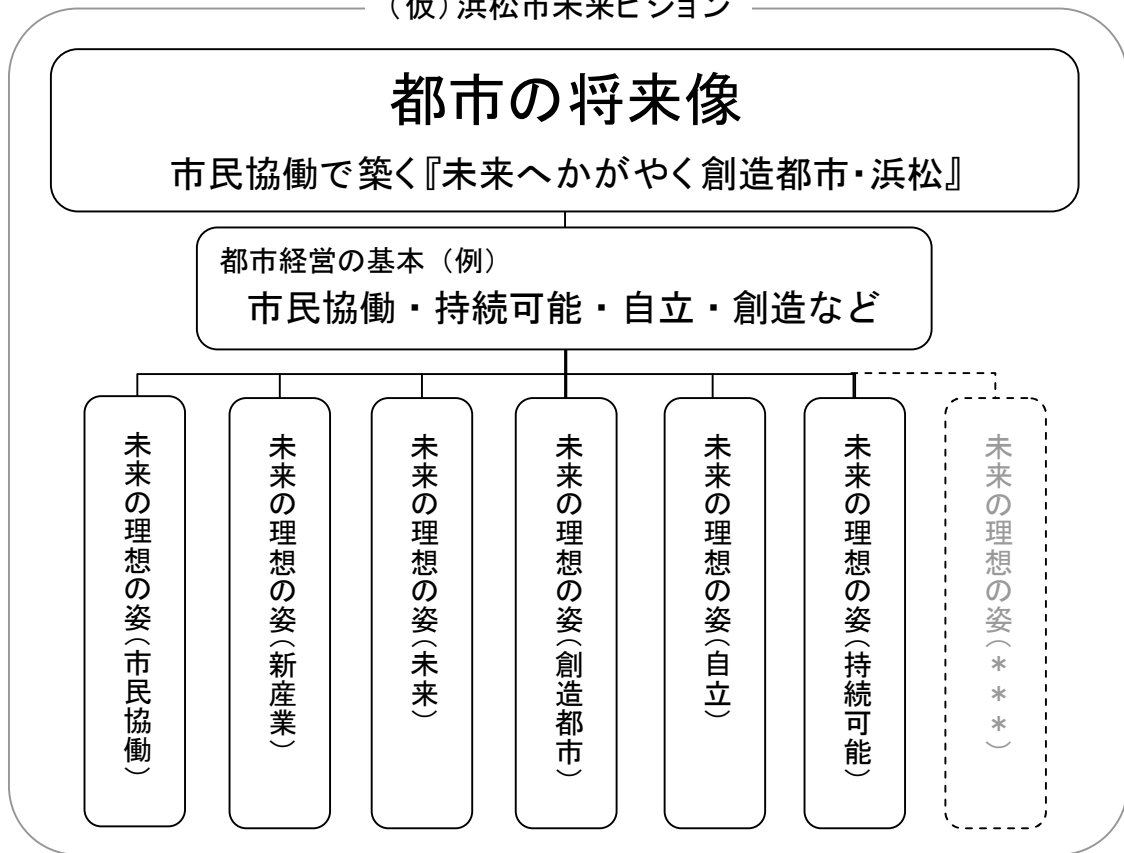 （仮）浜松市未来ビジョン
都市の将来像
市民協働で築く『未来へかがやく創造都市・浜松』
都市経営の基本（例）
市民協働・持続可能・自立・創造など
未来の理想の姿（市民協働）
未来の理想の姿（新産業）
未来の理想の姿（未来）
未来の理想の姿（創造都市）
未来の理想の姿（自立）
未来の理想の姿（持続可能）
未来の理想の姿（＊＊＊）